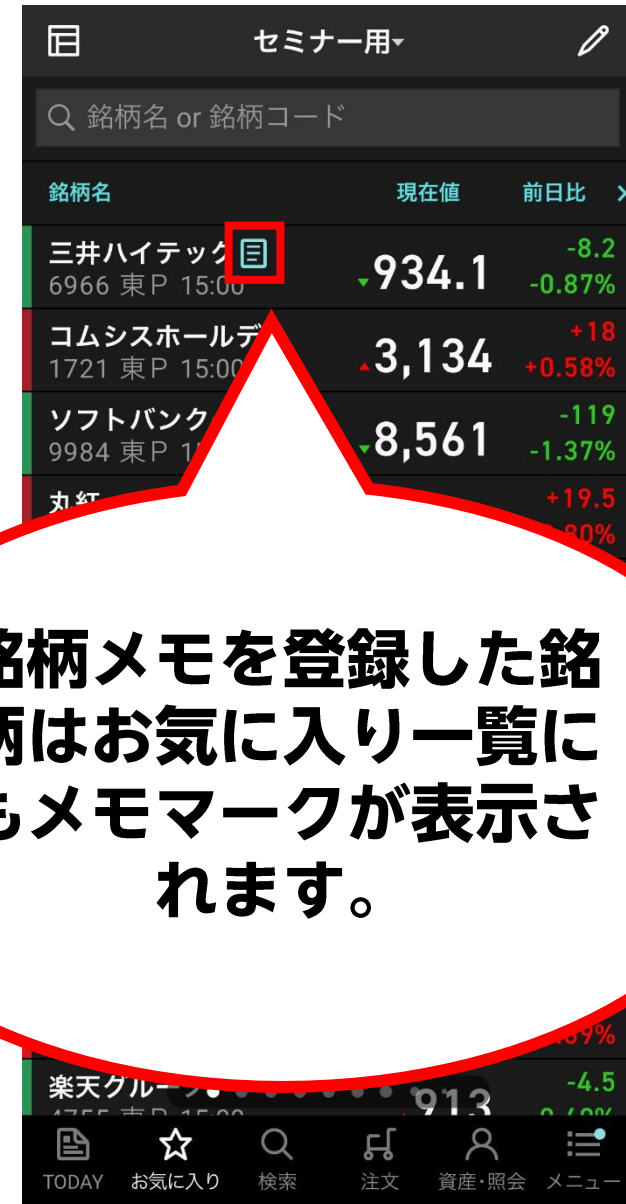 セミナー用
銘柄名 or 銘柄コード
銘柄名 現在値 前日比
三井ハイテック 934.1 -8.2
6966 東P 15:00 -0.87%
コムシスホールデ 3,134 +18
1721 東P 15:00 +0.58%
ソフトバンク 8,561 -119
9984 東P -1.37%
丸紅 +19.5
銘柄メモを登録した銘
柄はお気に入り一覧に
もメモマークが表示さ
れます。
楽天グループ 913 -4.5
4755 東P 15:00
TODAY お気に入り 検索 注文 資産・照会 メニュー